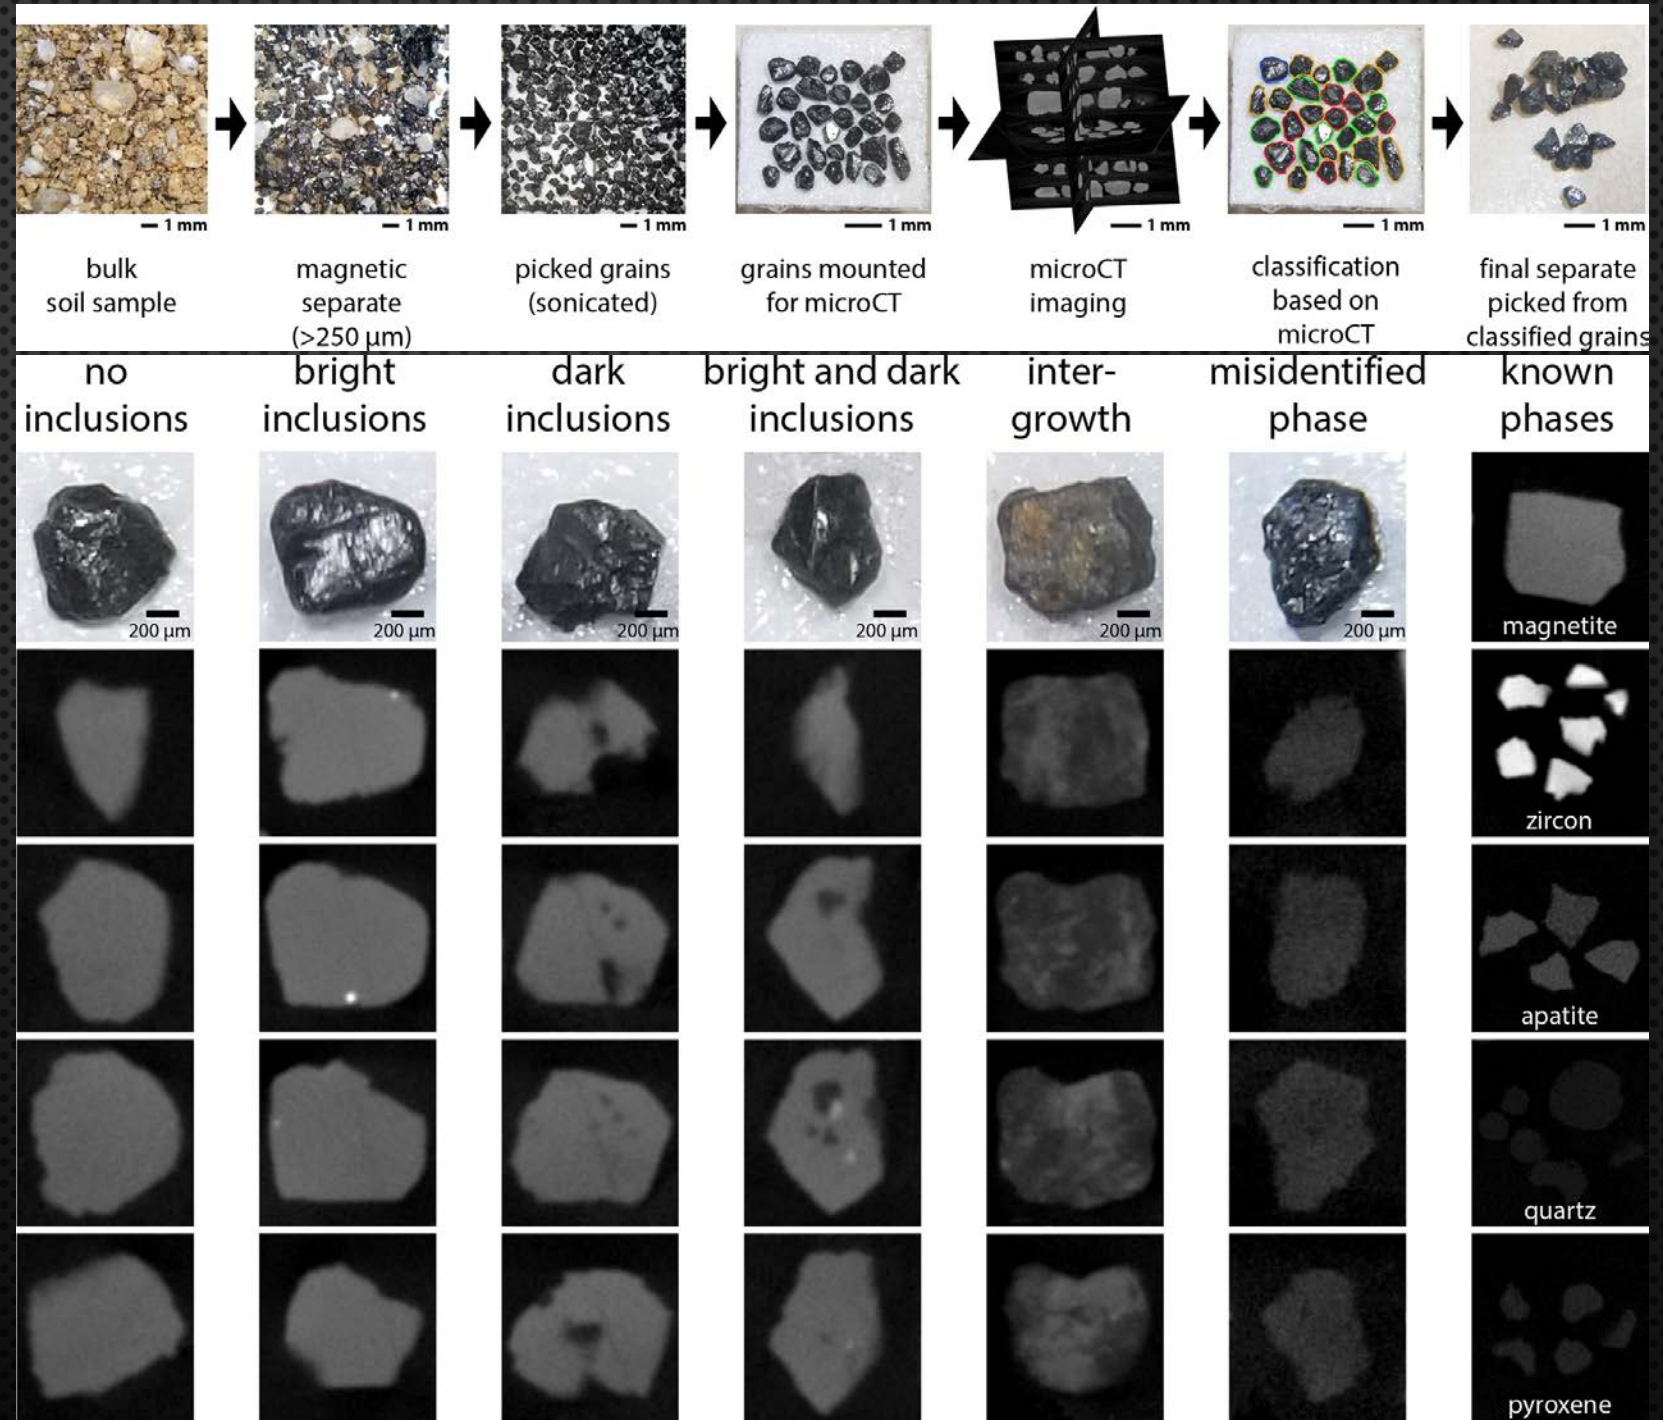 1 mm
1 mm
1 mm
1 mm
1 mm
1 mm
1 mm
bulk
soil sample
magnetic
separate
(>250 µm)
picked grains
(sonicated)
grains mounted
for microCT
microCT
imaging
classification
based on
microCT
final separate
picked from
classified grains
no
inclusions
bright
inclusions
dark
inclusions
bright and dark
inclusions
inter-
growth
misidentified
phase
known
phases
200 µm
200 µm
200 µm
200 µm
200 µm
200 µm
magnetite
zircon
apatite
quartz
pyroxene